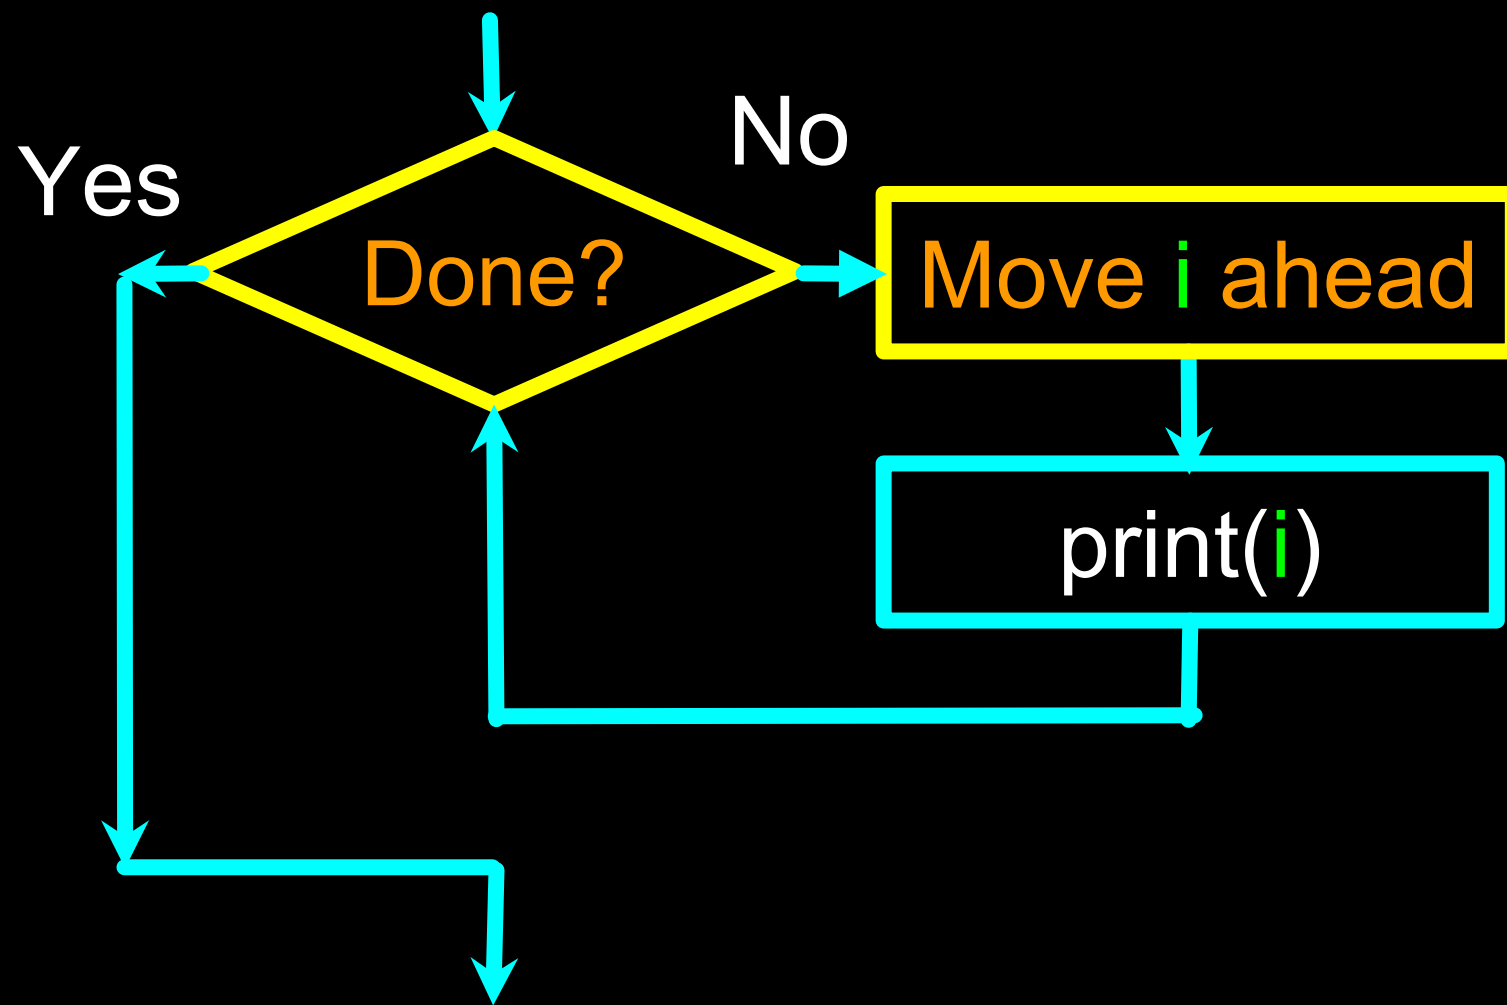 No
Yes
Done?
Move i ahead
print(i)